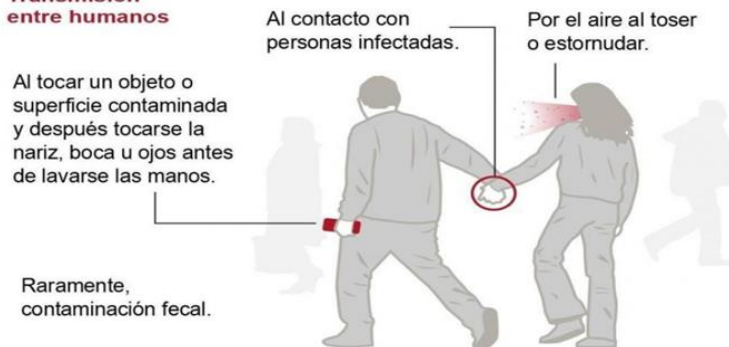 Transmisión
entre humanos
Al contacto con
personas infectadas.
Por el aire al toser
o estornudar.
Al tocar un objeto o
superficie contaminada
y después tocarse la
nariz, boca u ojos antes
de lavarse las manos.
Raramente,
contaminación fecal.